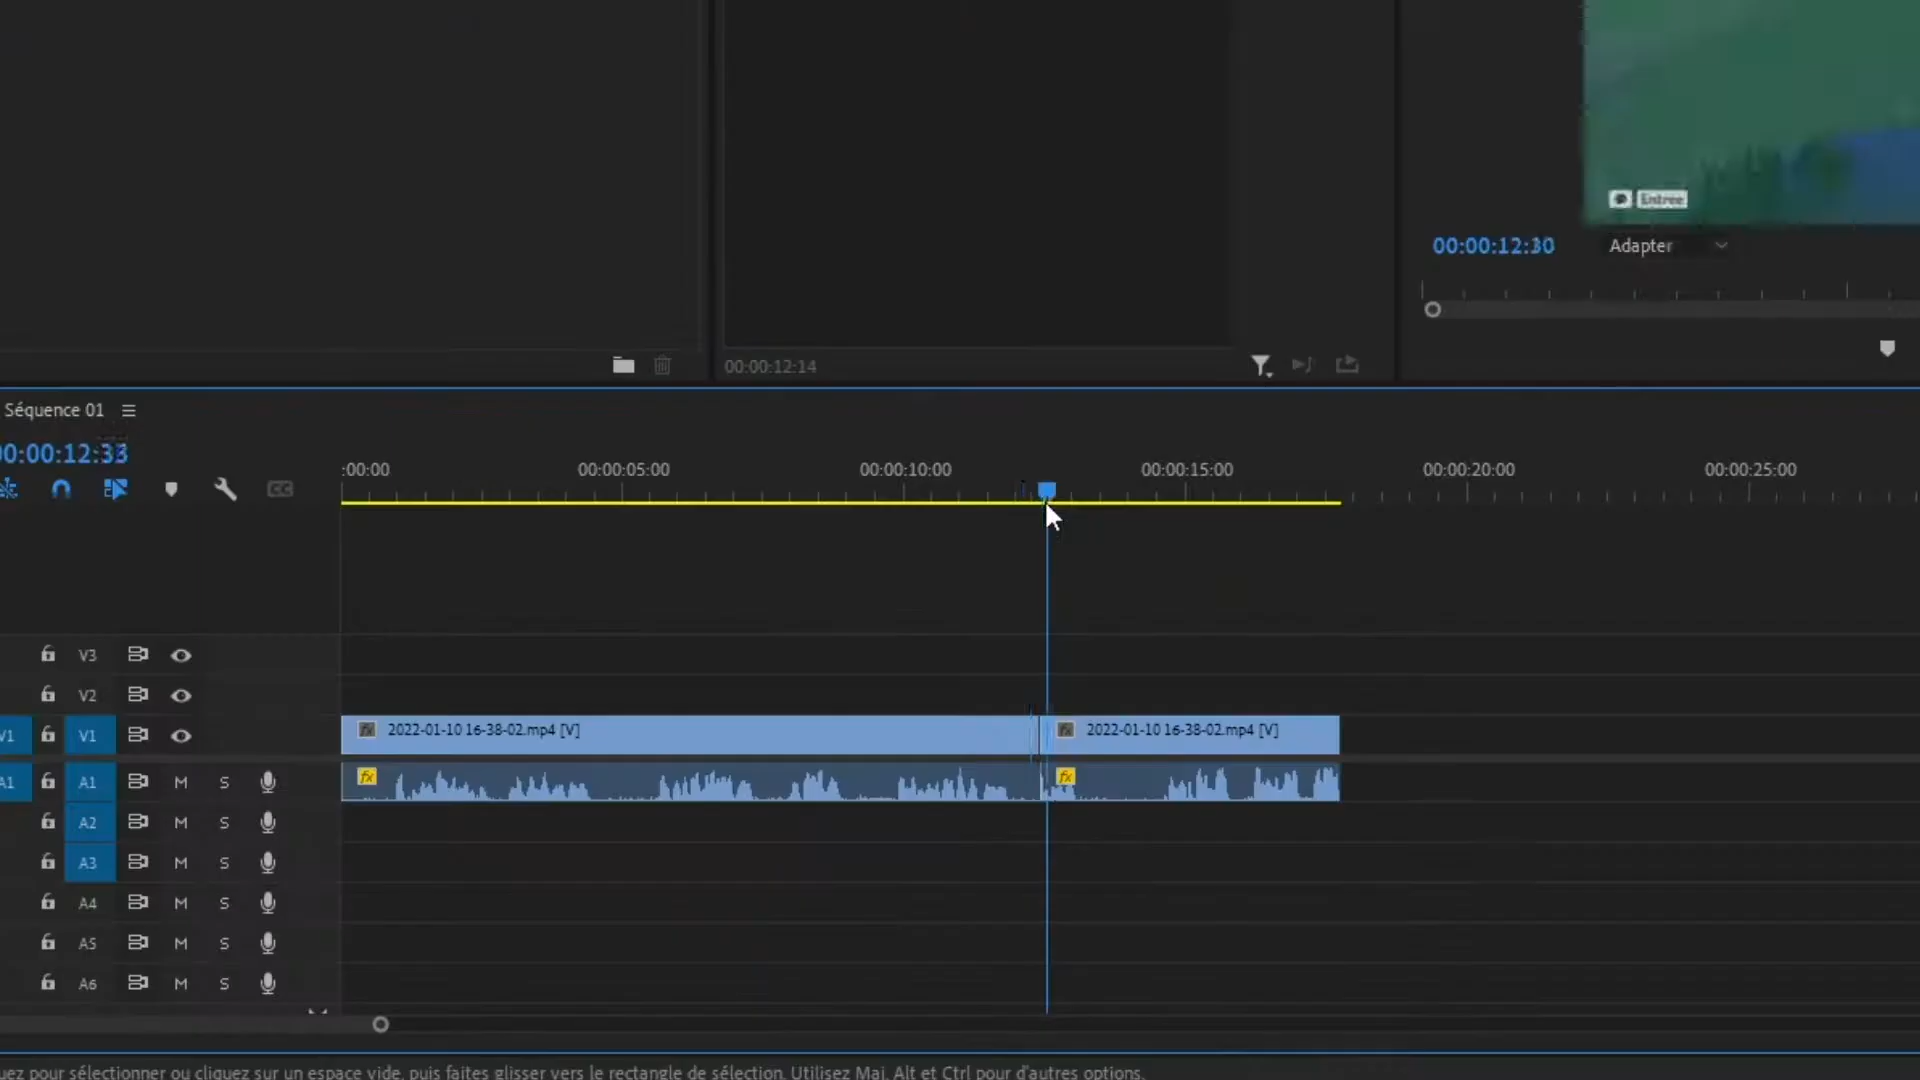 Entree
00:00:12:30 Adapter
00:00:12:14
Séquence 01
00:00:12:33
:00:00 00:00:05:00 00:00:10:00 00:00:15:00 00:00:20:00 00:00:25:00
V3
V2
V1 V1 fx 2022-01-10 16-38-02.mp4 [V] fx 2022-01-10 16-38-02.mp4 [V]
A1 A1 M S fx fx
A2 M S
A3 M S
A4 M S
A5 M S
A6 M S
uez pour sélectionner ou cliquez sur un espace vide, puis faites glisser vers le rectangle de sélection. Utilisez Maj, Alt et Ctrl pour d'autres options.